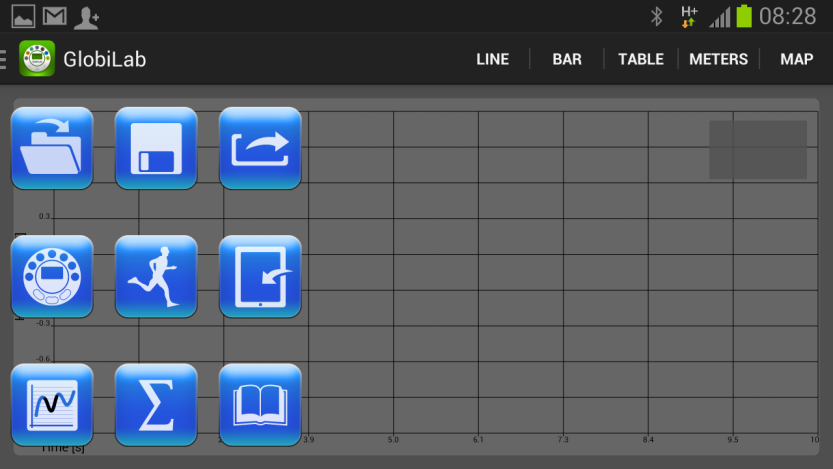 H+ 08:28
GlobiLab LINE BAR TABLE METERS MAP
0.3
-0.3
-0.6
3.9 5.0 6.1 7.3 8.4 9.5 10
Time [s]